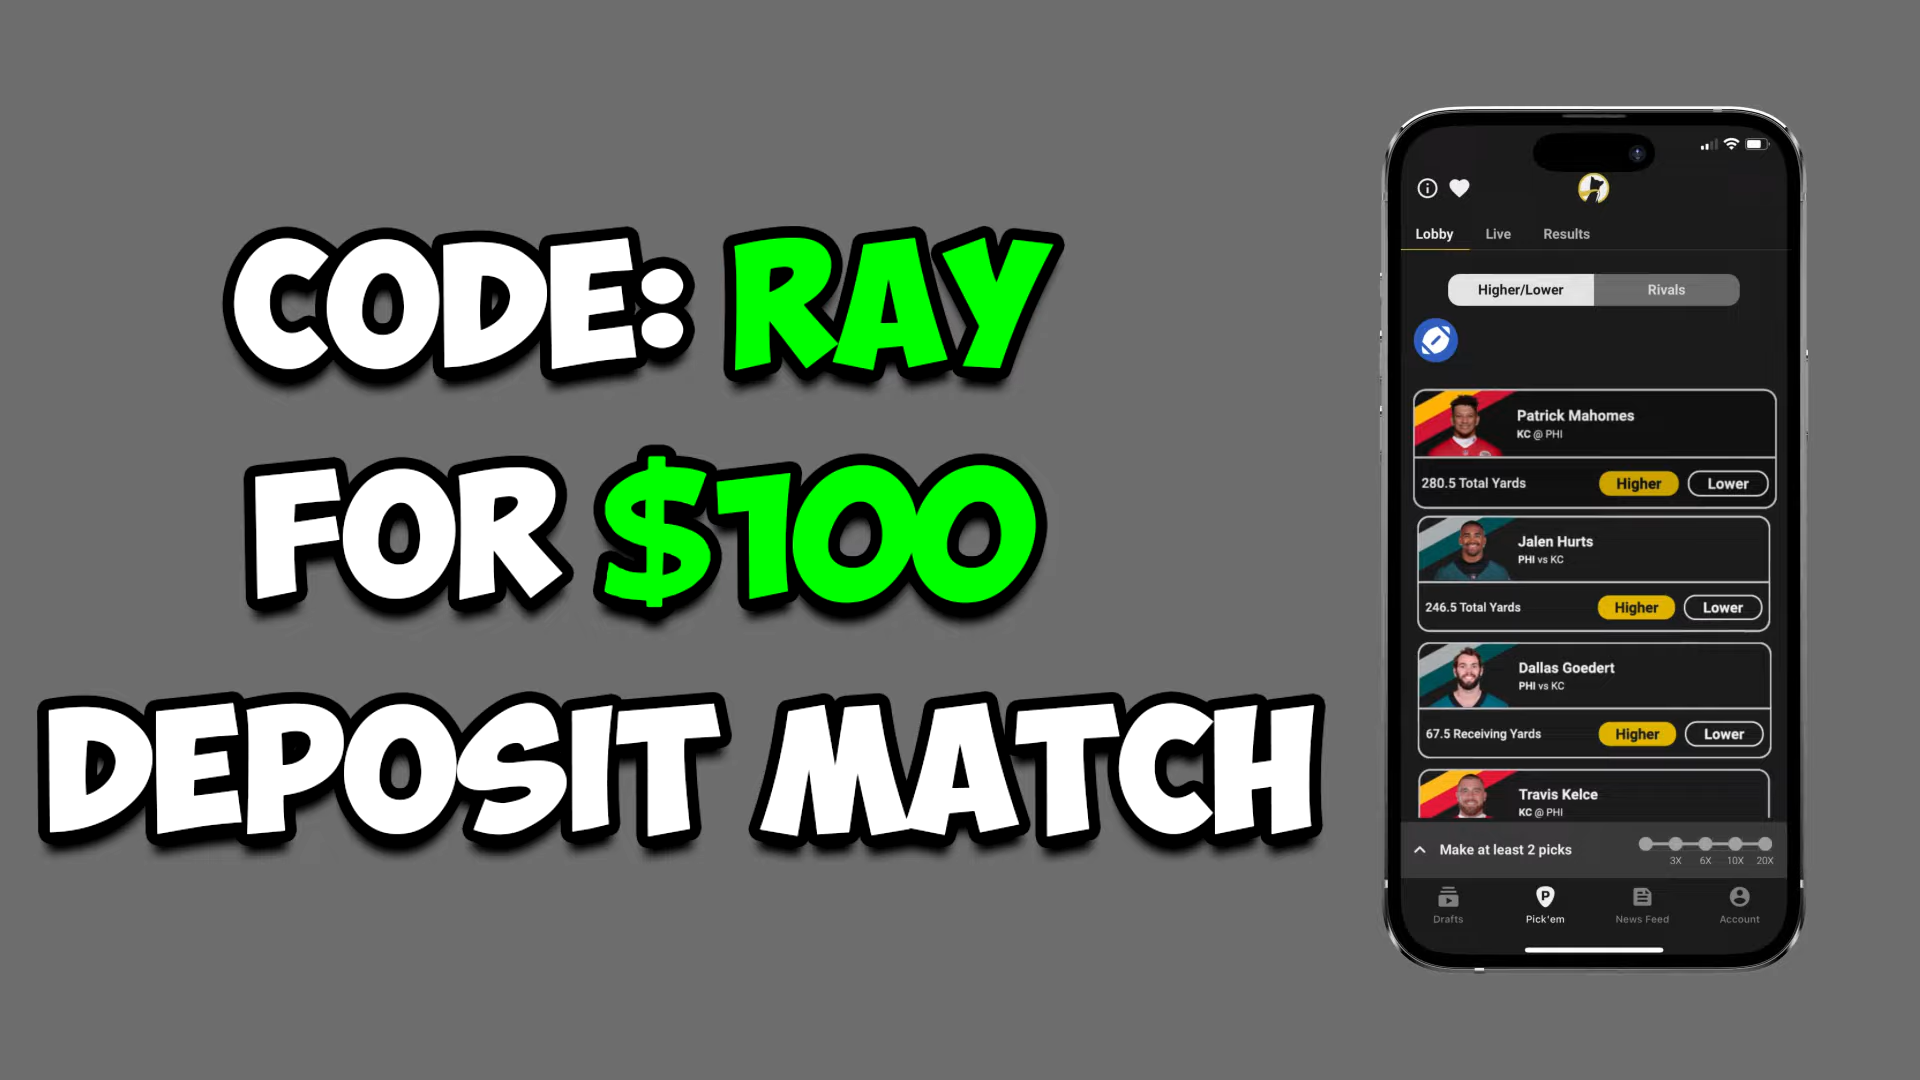 CODE: RAY
FOR $100
DEPOSIT MATCH
Lobby Live Results
Higher/Lower Rivals
Patrick Mahomes
KC @ PHI
280.5 Total Yards Higher Lower
Jalen Hurts
PHI vs KC
246.5 Total Yards Higher Lower
Dallas Goedert
PHI vs KC
67.5 Receiving Yards Higher Lower
Travis Kelce
KC @ PHI
Make at least 2 picks
3X 6X 10X 20X
P
Drafts Pick'em News Feed Account